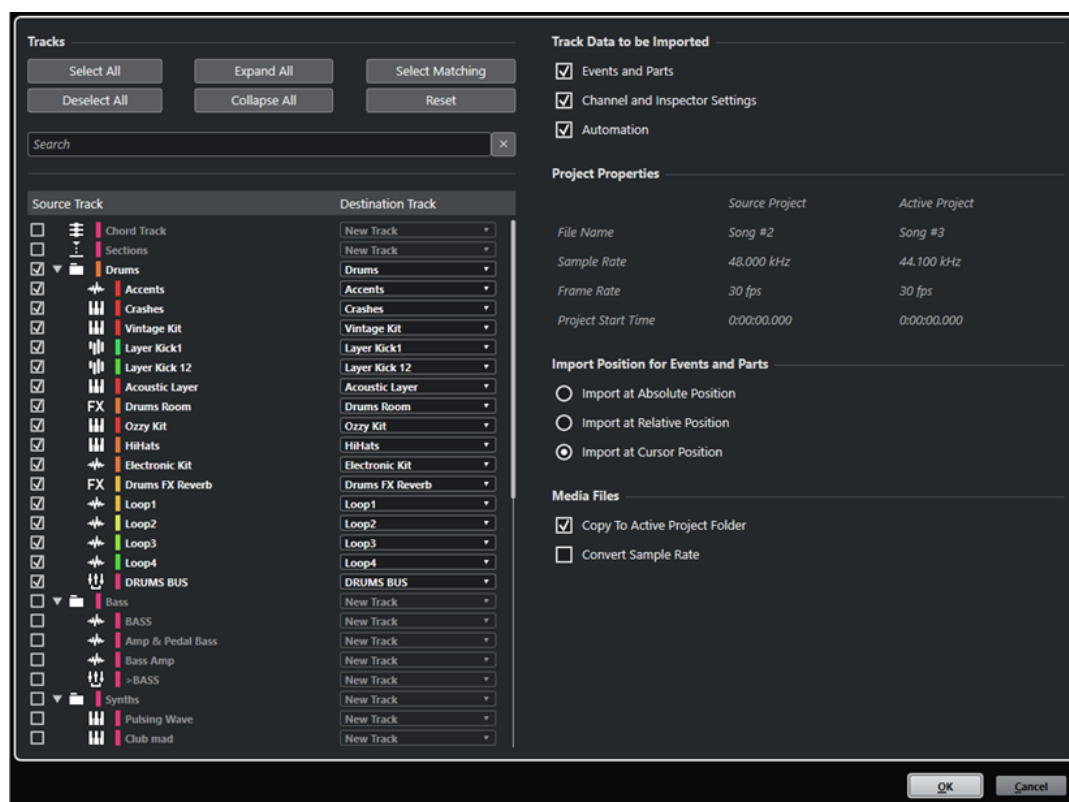 Tracks
Select All Expand All Select Matching
Deselect All Collapse All Reset
Search
Source Track Destination Track
Chord Track New Track
Sections New Track
Drums Drums
Accents Accents
Crashes Crashes
Vintage Kit Vintage Kit
Layer Kick1 Layer Kick1
Layer Kick 12 Layer Kick 12
Acoustic Layer Acoustic Layer
FX Drums Room Drums Room
Ozzy Kit Ozzy Kit
HiHats HiHats
Electronic Kit Electronic Kit
FX Drums FX Reverb Drums FX Reverb
Loop1 Loop1
Loop2 Loop2
Loop3 Loop3
Loop4 Loop4
DRUMS BUS DRUMS BUS
Bass New Track
BASS New Track
Amp & Pedal Bass New Track
Bass Amp New Track
>BASS New Track
Synths New Track
Pulsing Wave New Track
Club mad New Track
Track Data to be Imported
Events and Parts
Channel and Inspector Settings
Automation
Project Properties
Source Project Active Project
File Name Song #2 Song #3
Sample Rate 48.000 kHz 44.100 kHz
Frame Rate 30 fps 30 fps
Project Start Time 0:00:00.000 0:00:00.000
Import Position for Events and Parts
Import at Absolute Position
Import at Relative Position
Import at Cursor Position
Media Files
Copy To Active Project Folder
Convert Sample Rate
OK Cancel